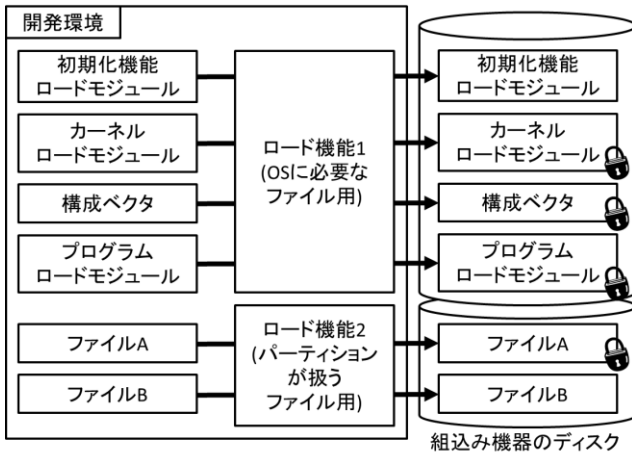 開発環境
初期化機能
ロードモジュール
カーネル
ロードモジュール
構成ベクタ
プログラム
ロードモジュール
ファイルA
ファイルB
ロード機能1
(OSに必要な
ファイル用)
ロード機能2
(パーティション
が扱う
ファイル用)
初期化機能
ロードモジュール
カーネル
ロードモジュール
構成ベクタ
プログラム
ロードモジュール
ファイルA
ファイルB
組込み機器のディスク